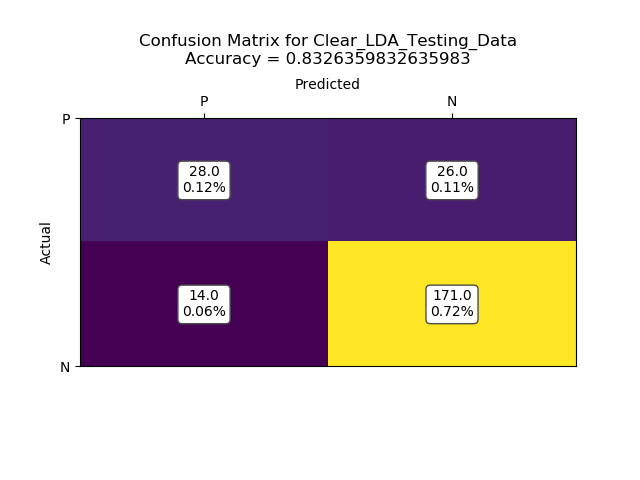 Confusion Matrix for Clear_LDA_Testing_Data
Accuracy = 0.8326359832635983
Predicted
P N
P
28.0 26.0
0.12% 0.11%
Actual
14.0 171.0
0.06% 0.72%
N